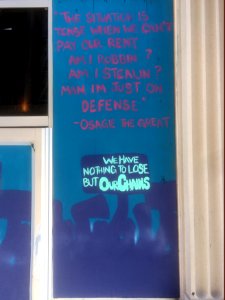 "THE SITUATION IS
TENSE WHEN WE CAN'T
PAY OUR RENT
AM I ROBBIN?
AM I STEALIN?
MAN IM JUST ON
DEFENSE"
-OSAGIE THE GREAT
WE HAVE
NOTHING TO LOSE
BUT OUR CHAINS